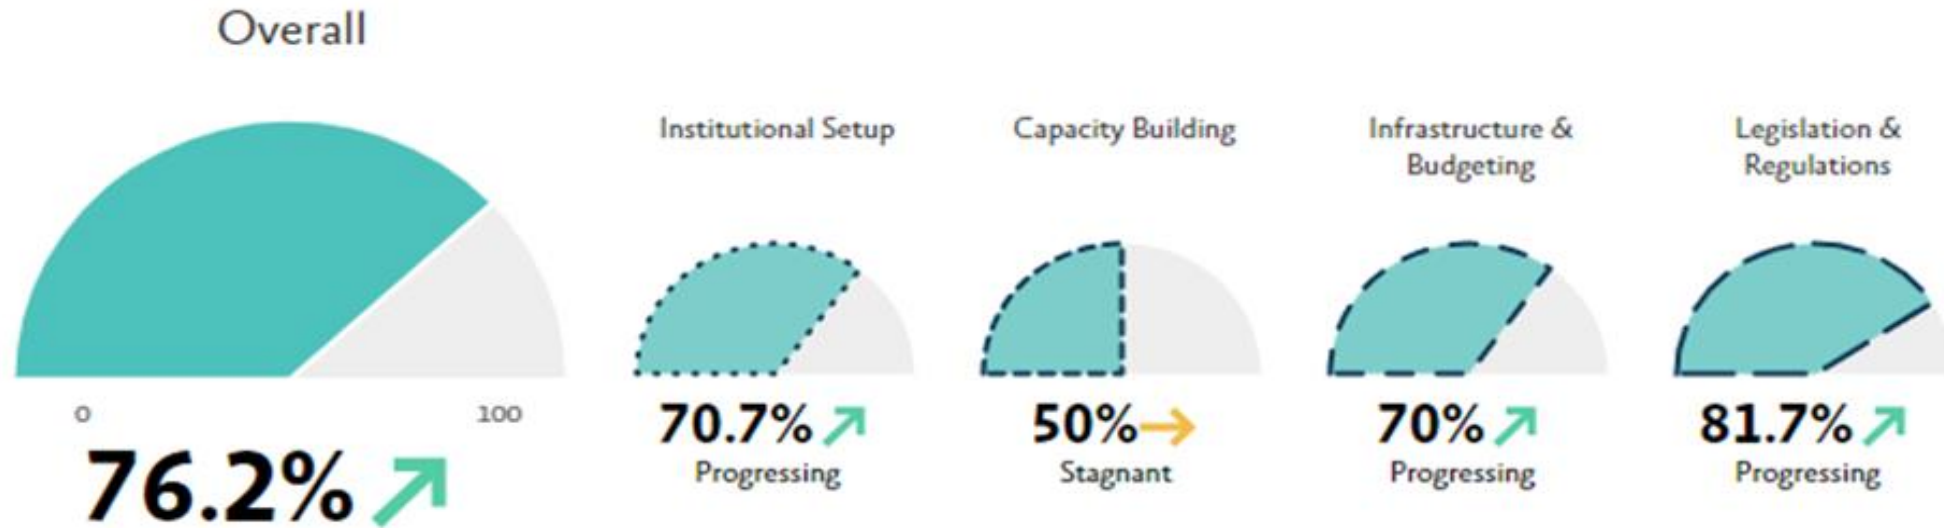 Overall
0
100
76.2%
Institutional Setup
70.7%
Progressing
Capacity Building
50%
Stagnant
Infrastructure &
Budgeting
70%
Progressing
Legislation &
Regulations
81.7%
Progressing